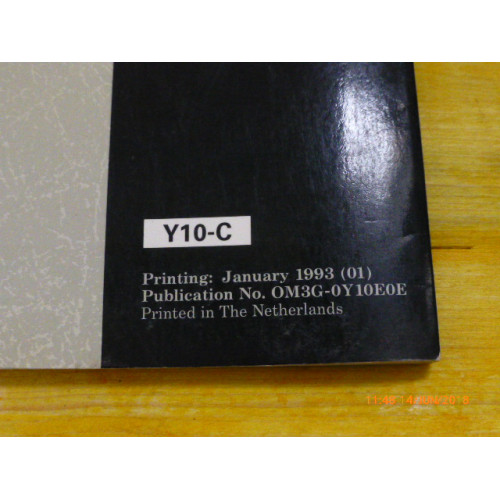 Y10-C
Printing: January 1993 (01)
Publication No. OM3G-0Y10E0E
Printed in The Netherlands